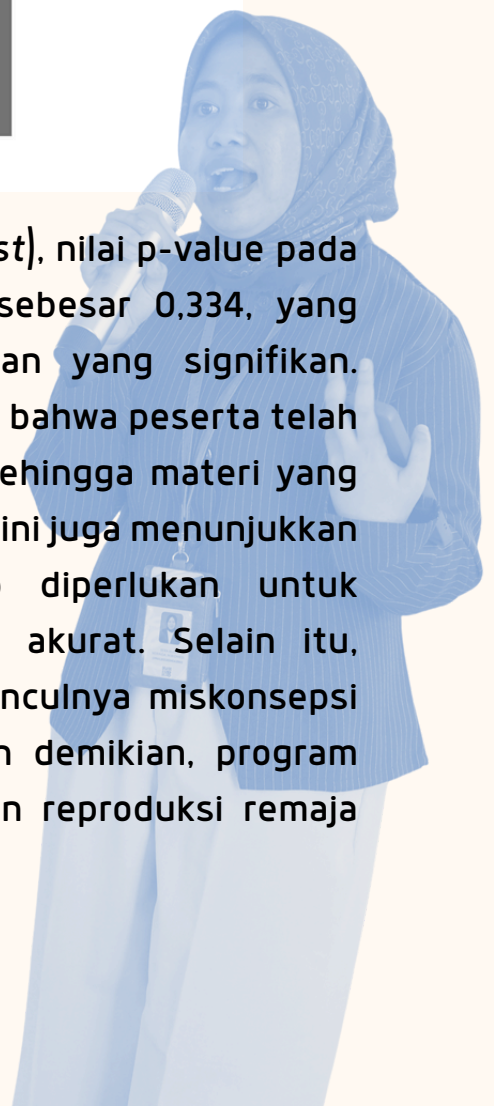 st), nilai p-value pada
sebesar 0,334, yang
an yang signifikan.
bahwa peserta telah
ehingga materi yang
ini juga menunjukkan
diperlukan untuk
akurat. Selain itu,
nculnya miskonsepsi
n demikian, program
n reproduksi remaja